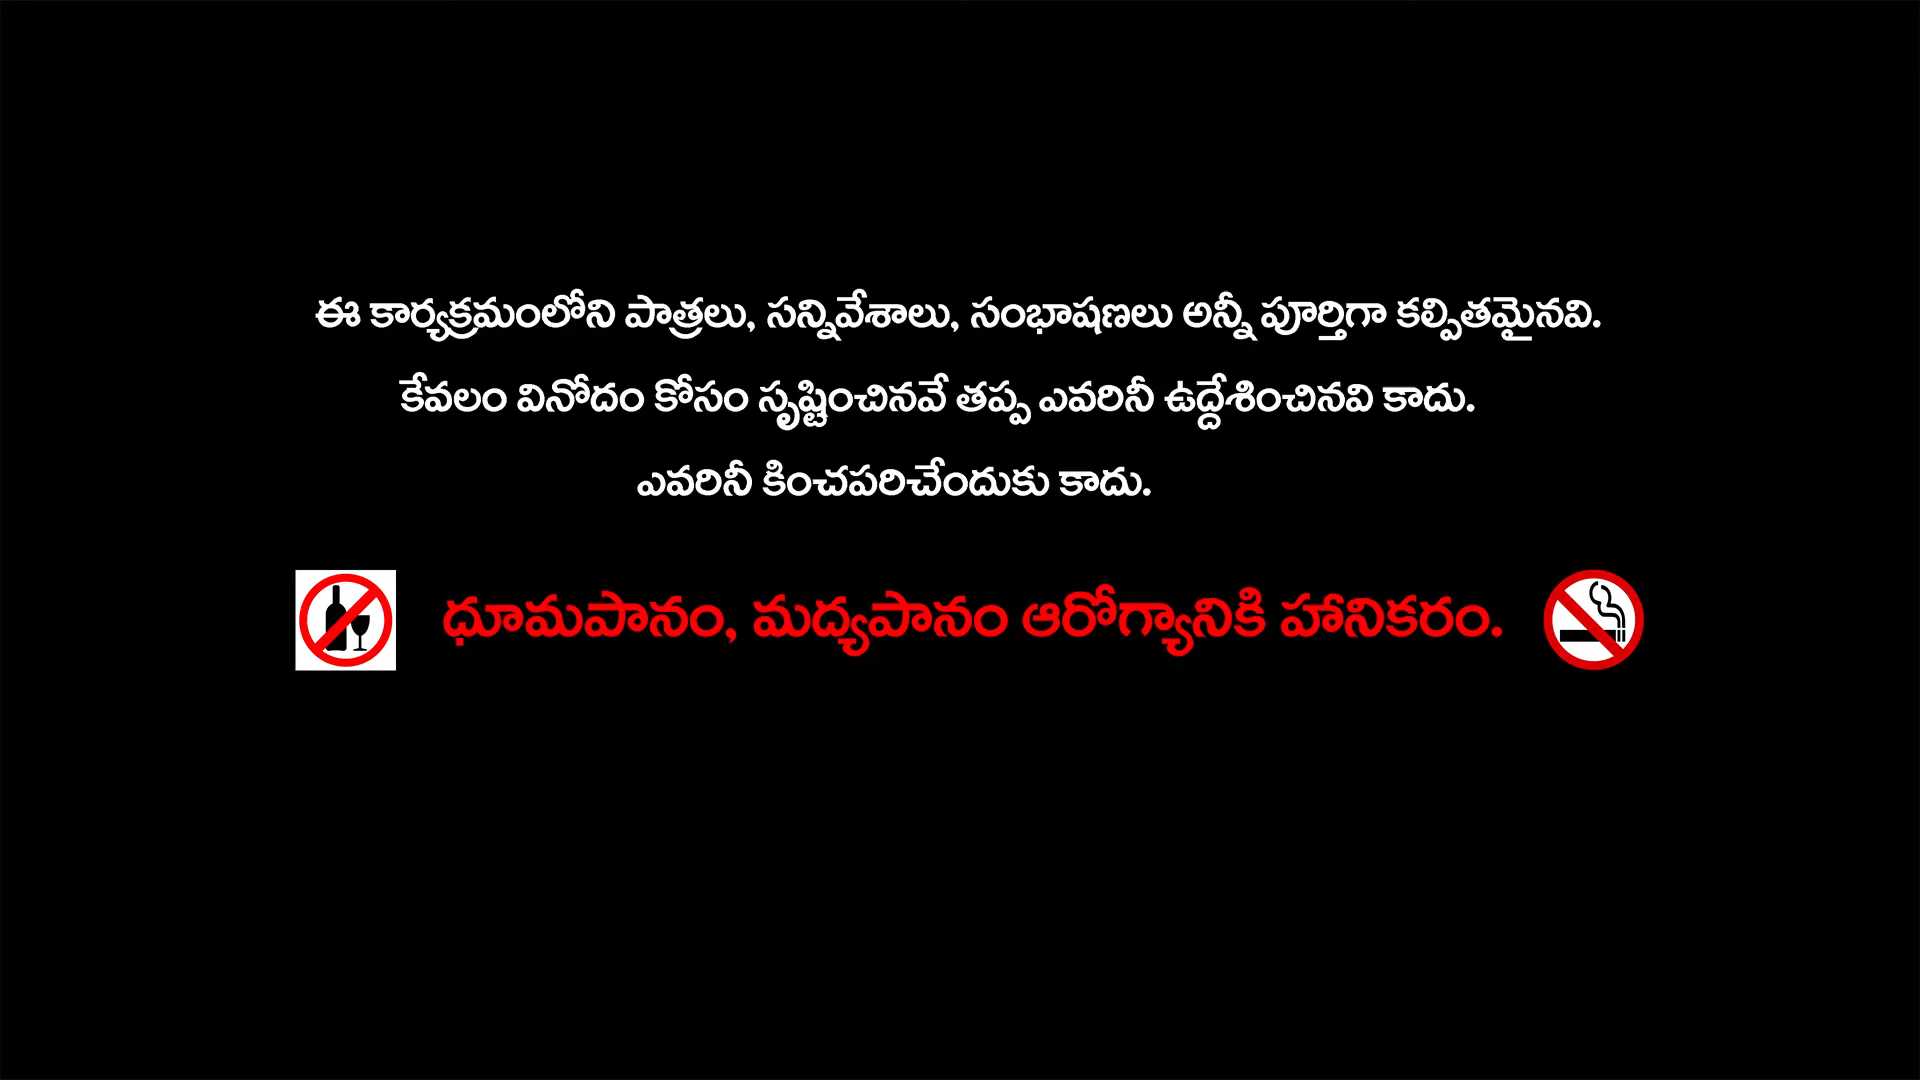 ఈ కార్యక్రమంలోని పాత్రలు, సన్నివేశాలు, సంభాషణలు అన్నీ పూర్తిగా కల్పితమైనవి.
కేవలం వినోదం కోసం సృష్టించినవే తప్ప ఎవరినీ ఉద్దేశించినవి కాదు.
ఎవరినీ కించపరిచేందుకు కాదు.
ధూమపానం, మద్యపానం ఆరోగ్యానికి హానికరం.